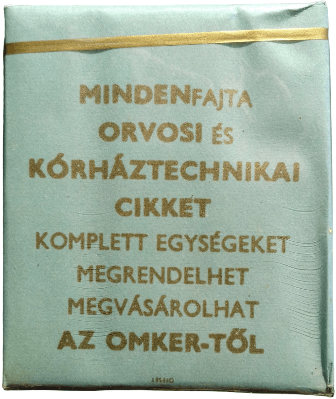 MINDENFAJTA
ORVOSI ÉS
KÓRHÁZTECHNIKAI
CIKKET
KOMPLETT EGYSÉGEKET
MEGRENDELHET
MEGVÁSÁROLHAT
AZ OMKER-TŐL